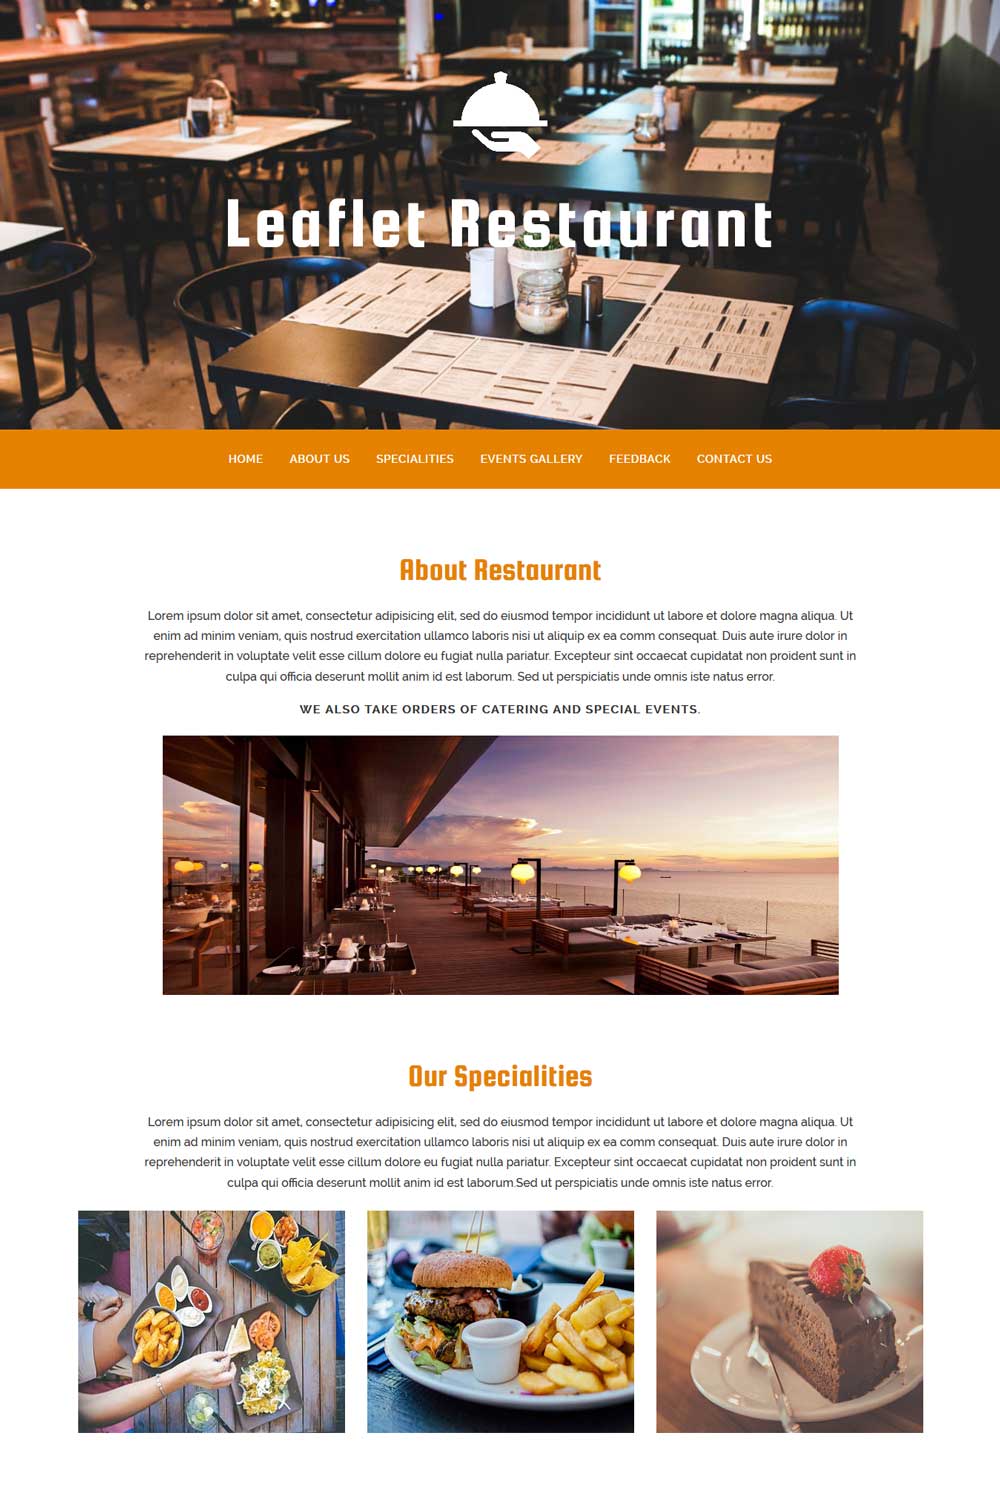 Leaflet Restaurant
HOME ABOUT US SPECIALITIES EVENTS GALLERY FEEDBACK CONTACT US
About Restaurant
Lorem ipsum dolor sit amet, consectetur adipisicing elit, sed do eiusmod tempor incididunt ut labore et dolore magna aliqua. Ut
enim ad minim veniam, quis nostrud exercitation ullamco laboris nisi ut aliquip ex ea comm consequat. Duis aute irure dolor in
reprehenderit in voluptate velit esse cillum dolore eu fugiat nulla pariatur. Excepteur sint occaecat cupidatat non proident sunt in
culpa qui officia deserunt mollit anim id est laborum. Sed ut perspiciatis unde omnis iste natus error.
WE ALSO TAKE ORDERS OF CATERING AND SPECIAL EVENTS.
Our Specialities
Lorem ipsum dolor sit amet, consectetur adipisicing elit, sed do eiusmod tempor incididunt ut labore et dolore magna aliqua. Ut
enim ad minim veniam, quis nostrud exercitation ullamco laboris nisi ut aliquip ex ea comm consequat. Duis aute irure dolor in
reprehenderit in voluptate velit esse cillum dolore eu fugiat nulla pariatur. Excepteur sint occaecat cupidatat non proident sunt in
culpa qui officia deserunt mollit anim id est laborum.Sed ut perspiciatis unde omnis iste natus error.